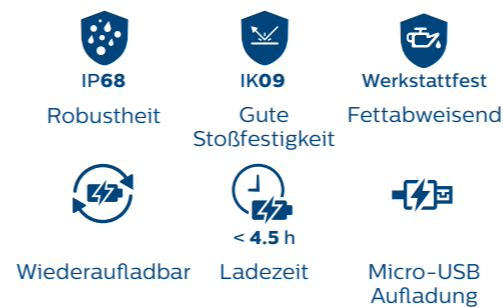 IP68
IK09
Werkstattfest
Robustheit
Gute
Stoßfestigkeit
Fettabweisend
< 4.5 h
Wiederaufladbar
Ladezeit
Micro-USB
Aufladung